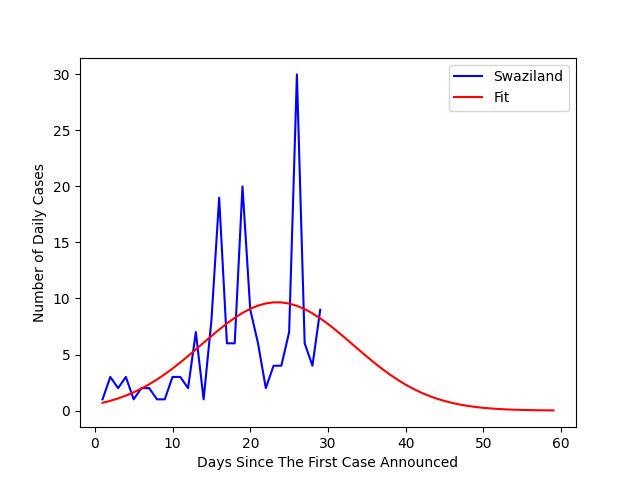 Swaziland
Fit
Number of Daily Cases
30
25
20
15
10
5
0
0 10 20 30 40 50 60
Days Since The First Case Announced